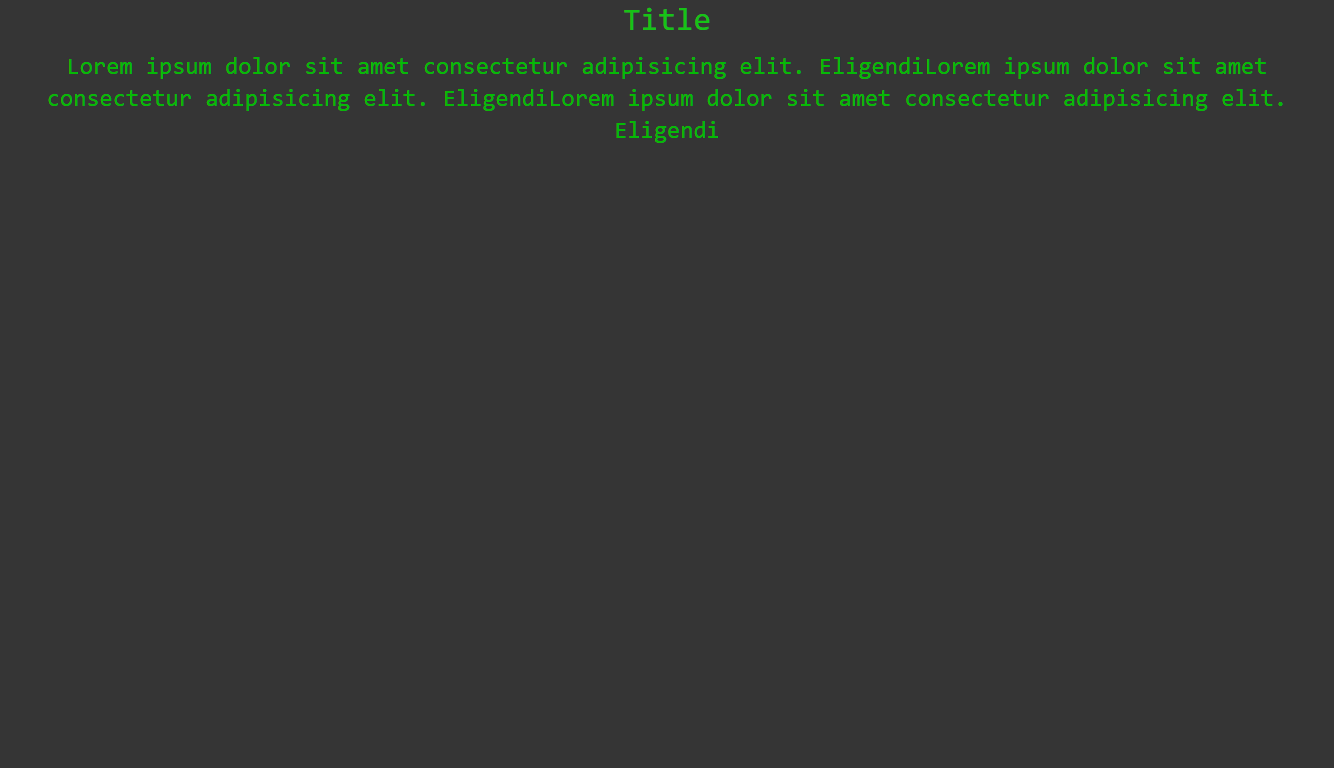 Title
Lorem ipsum dolor sit amet consectetur adipisicing elit. EligendiLorem ipsum dolor sit amet
consectetur adipisicing elit. EligendiLorem ipsum dolor sit amet consectetur adipisicing elit.
Eligendi